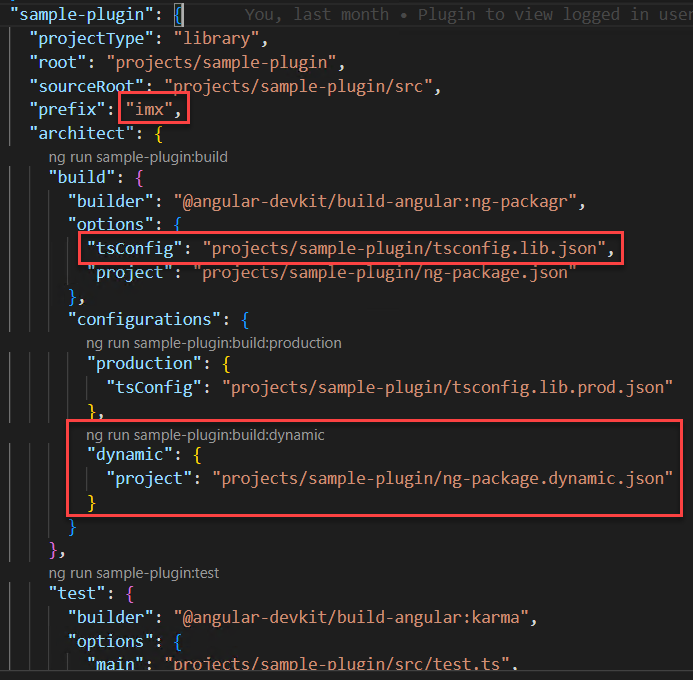 "sample-plugin": {    You, last month • Plugin to view logged in user
"projectType": "library",
"root": "projects/sample-plugin",
"sourceRoot": "projects/sample-plugin/src",
"prefix": "imx",
"architect": {
ng run sample-plugin:build
"build": {
"builder": "@angular-devkit/build-angular:ng-packagr",
"options": {
"tsConfig": "projects/sample-plugin/tsconfig.lib.json",
"project": "projects/sample-plugin/ng-package.json"
},
"configurations": {
ng run sample-plugin:build:production
"production": {
"tsConfig": "projects/sample-plugin/tsconfig.lib.prod.json"
},
ng run sample-plugin:build:dynamic
"dynamic": {
"project": "projects/sample-plugin/ng-package.dynamic.json"
}
}
},
ng run sample-plugin:test
"test": {
"builder": "@angular-devkit/build-angular:karma",
"options": {
"main": "projects/sample-plugin/src/test.ts",